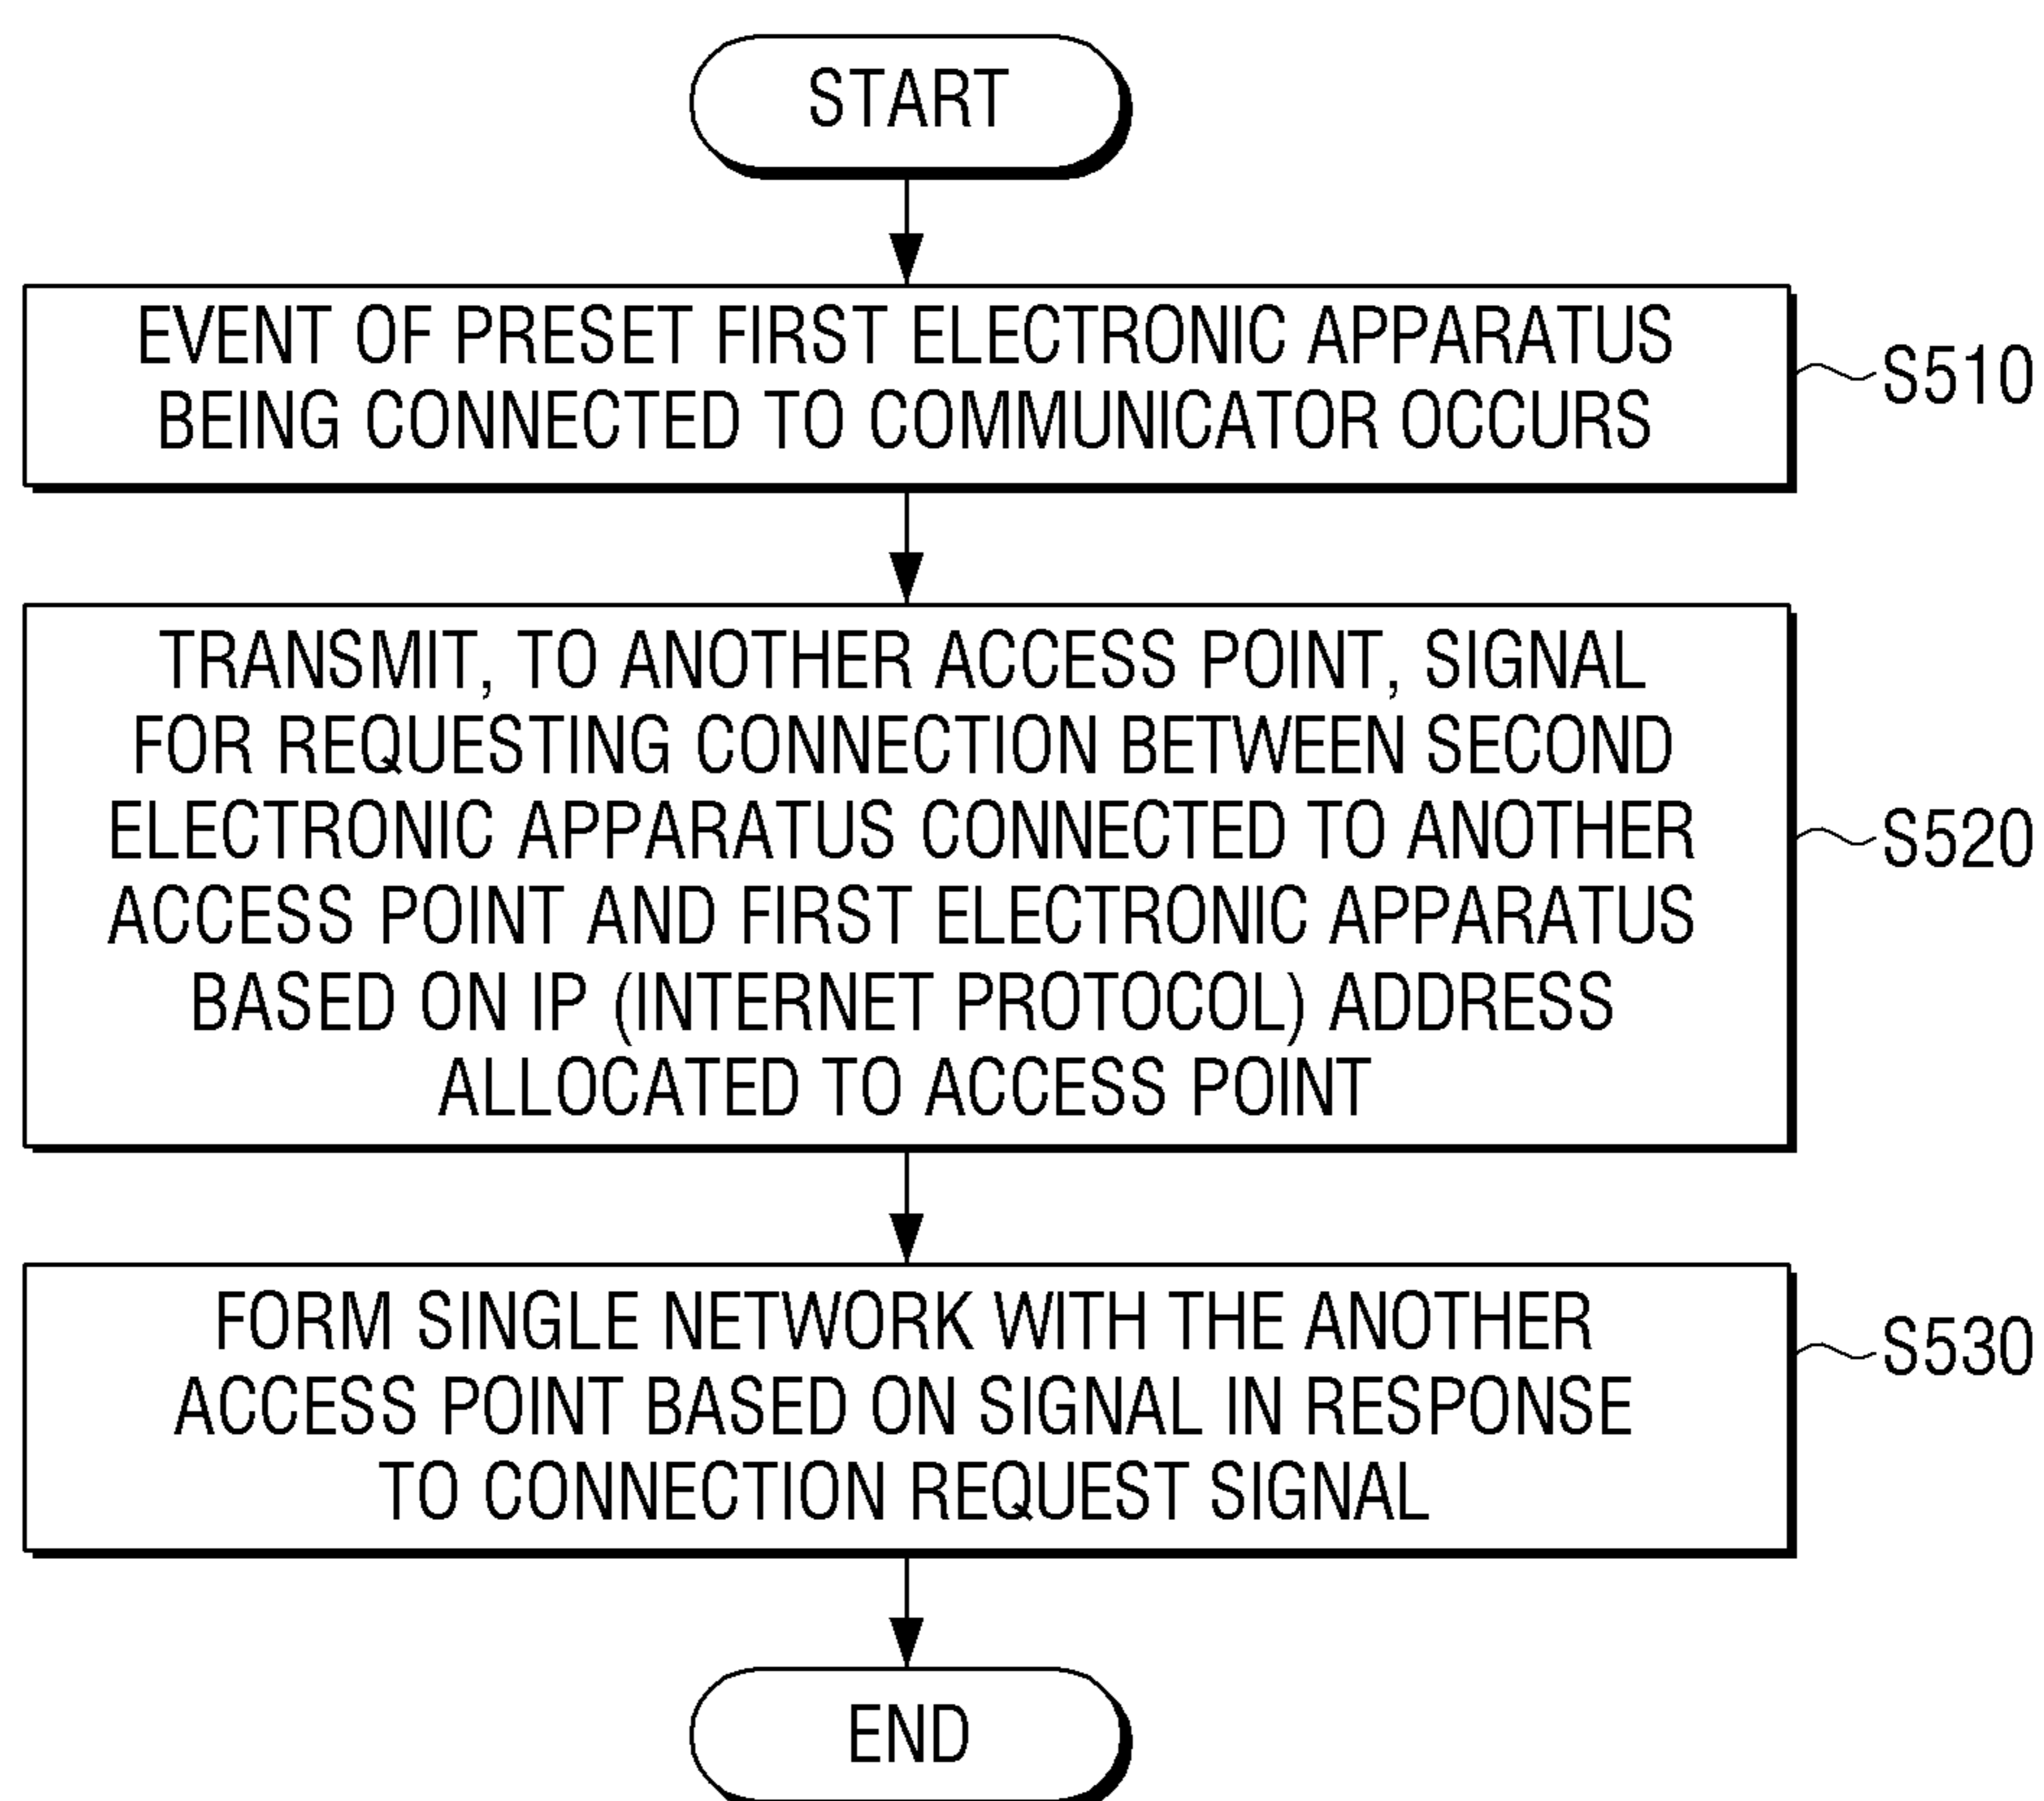 START
EVENT OF PRESET FIRST ELECTRONIC APPARATUS
BEING CONNECTED TO COMMUNICATOR OCCURS
S510
TRANSMIT, TO ANOTHER ACCESS POINT, SIGNAL
FOR REQUESTING CONNECTION BETWEEN SECOND
ELECTRONIC APPARATUS CONNECTED TO ANOTHER
ACCESS POINT AND FIRST ELECTRONIC APPARATUS
BASED ON IP (INTERNET PROTOCOL) ADDRESS
ALLOCATED TO ACCESS POINT
S520
FORM SINGLE NETWORK WITH THE ANOTHER
ACCESS POINT BASED ON SIGNAL IN RESPONSE
TO CONNECTION REQUEST SIGNAL
S530
END